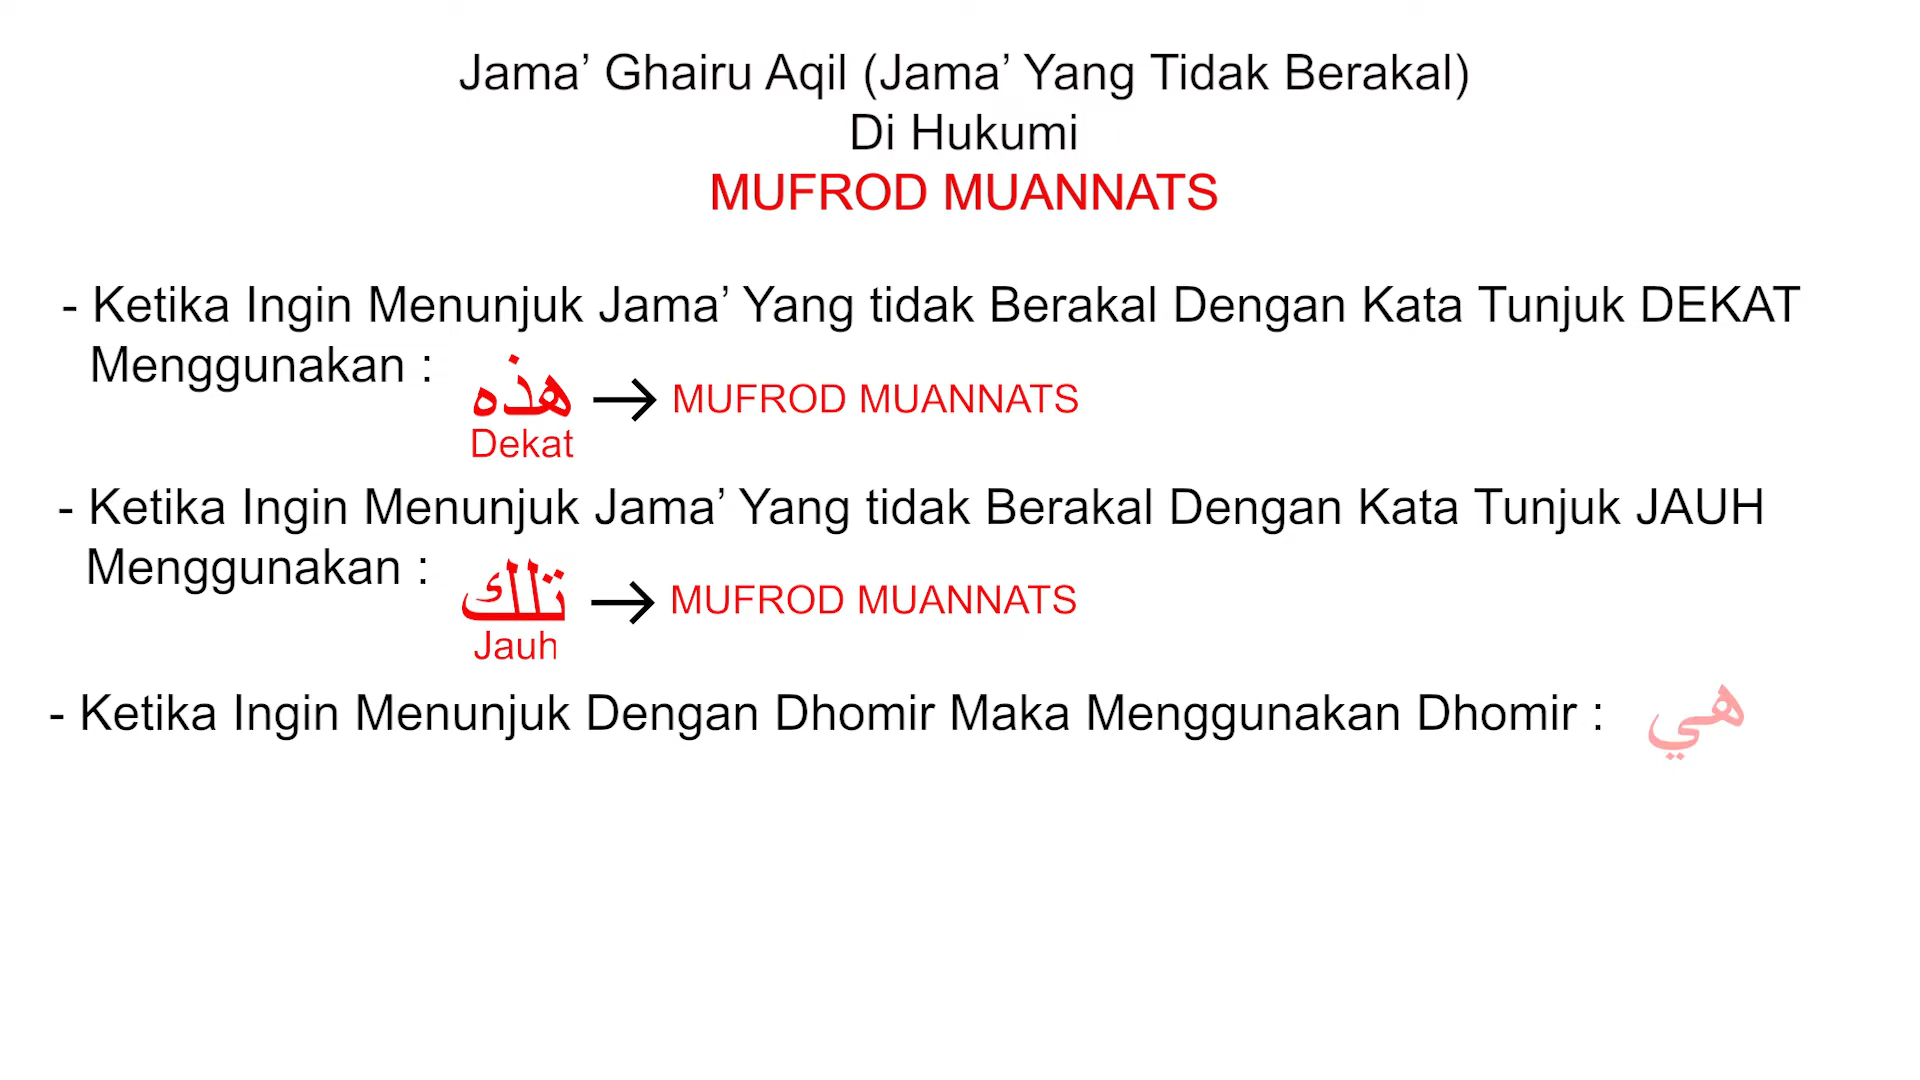 Jama’ Ghairu Aqil (Jama’ Yang Tidak Berakal)
Di Hukumi
MUFROD MUANNATS
- Ketika Ingin Menunjuk Jama’ Yang tidak Berakal Dengan Kata Tunjuk DEKAT
Menggunakan :
هذه → MUFROD MUANNATS
Dekat
- Ketika Ingin Menunjuk Jama’ Yang tidak Berakal Dengan Kata Tunjuk JAUH
Menggunakan :
تلك → MUFROD MUANNATS
Jauh
- Ketika Ingin Menunjuk Dengan Dhomir Maka Menggunakan Dhomir : هي